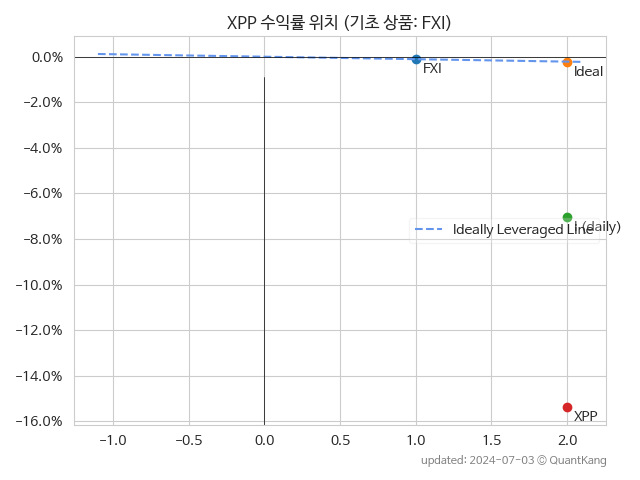 XPP 수익률 위치 (기초 상품: FXI)
0.0%
−2.0%
−4.0%
−6.0%
−8.0%
−10.0%
−12.0%
−14.0%
−16.0%
FXI
Ideal
(daily)
Ideally Leveraged Line
XPP
−1.0 −0.5 0.0 0.5 1.0 1.5 2.0
updated: 2024-07-03 © QuantKang